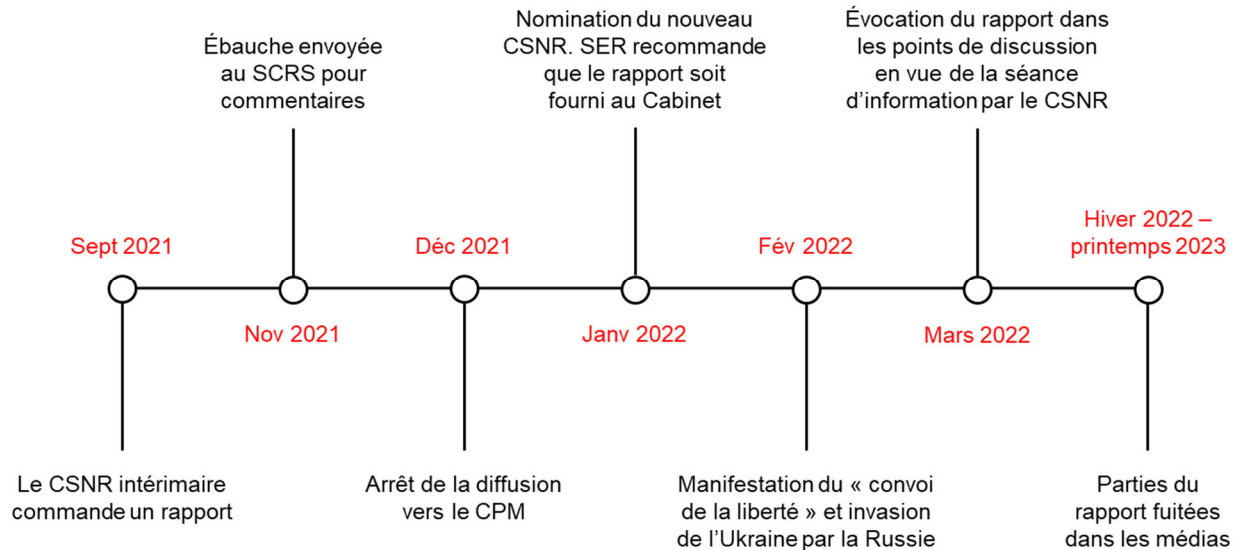 Ébauche envoyée
au SCRS pour
commentaires
Nomination du nouveau
CSNR. SER recommande
que le rapport soit
fourni au Cabinet
Évocation du rapport dans
les points de discussion
en vue de la séance
d’information par le CSNR
Sept 2021
Nov 2021
Déc 2021
Janv 2022
Fév 2022
Mars 2022
Hiver 2022 –
printemps 2023
Le CSNR intérimaire
commande un rapport
Arrêt de la diffusion
vers le CPM
Manifestation du « convoi
de la liberté » et invasion
de l’Ukraine par la Russie
Parties du
rapport fuitées
dans les médias